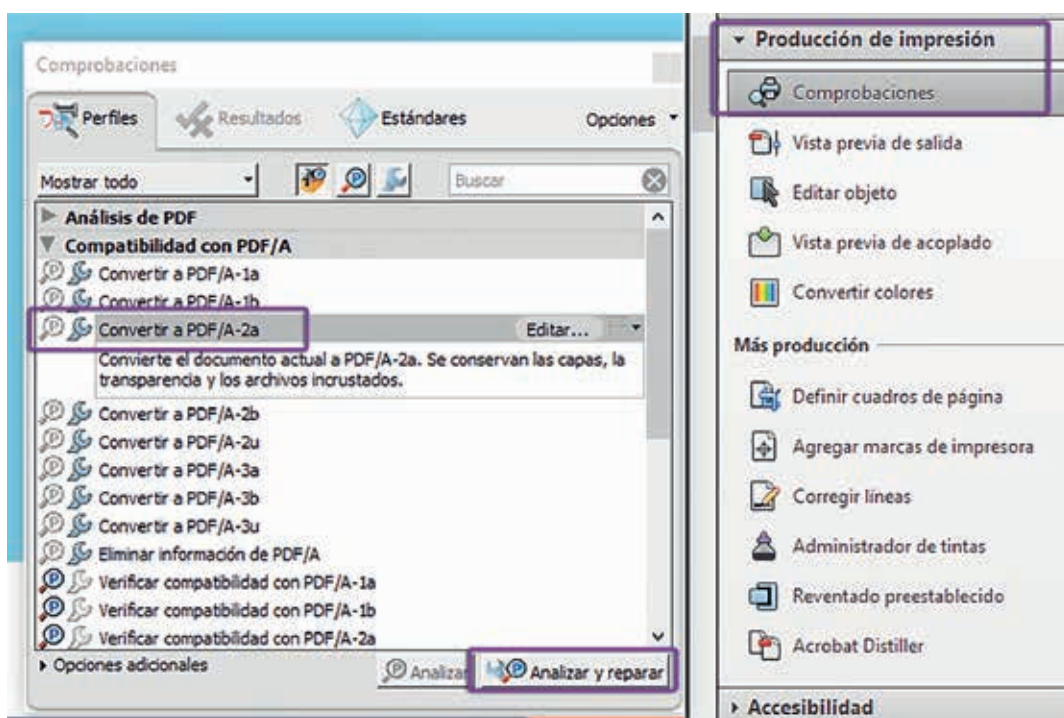 Comprobaciones
Perfiles
Resultados
Estándares
Opciones
Mostrar todo
Buscar
Análisis de PDF
Compatibilidad con PDF/A
Convertir a PDF/A-1a
Convertir a PDF/A-1b
Convertir a PDF/A-2a
Editar...
Convierte el documento actual a PDF/A-2a. Se conservan las capas, la
transparencia y los archivos incrustados.
Convertir a PDF/A-2b
Convertir a PDF/A-2u
Convertir a PDF/A-3a
Convertir a PDF/A-3b
Convertir a PDF/A-3u
Eliminar información de PDF/A
Verificar compatibilidad con PDF/A-1a
Verificar compatibilidad con PDF/A-1b
Verificar compatibilidad con PDF/A-2a
Opciones adicionales
Analizar
Analizar y reparar
Producción de impresión
Comprobaciones
Vista previa de salida
Editar objeto
Vista previa de acoplado
Convertir colores
Más producción
Definir cuadros de página
Agregar marcas de impresora
Corregir líneas
Administrador de tintas
Reventado preestablecido
Acrobat Distiller
Accesibilidad